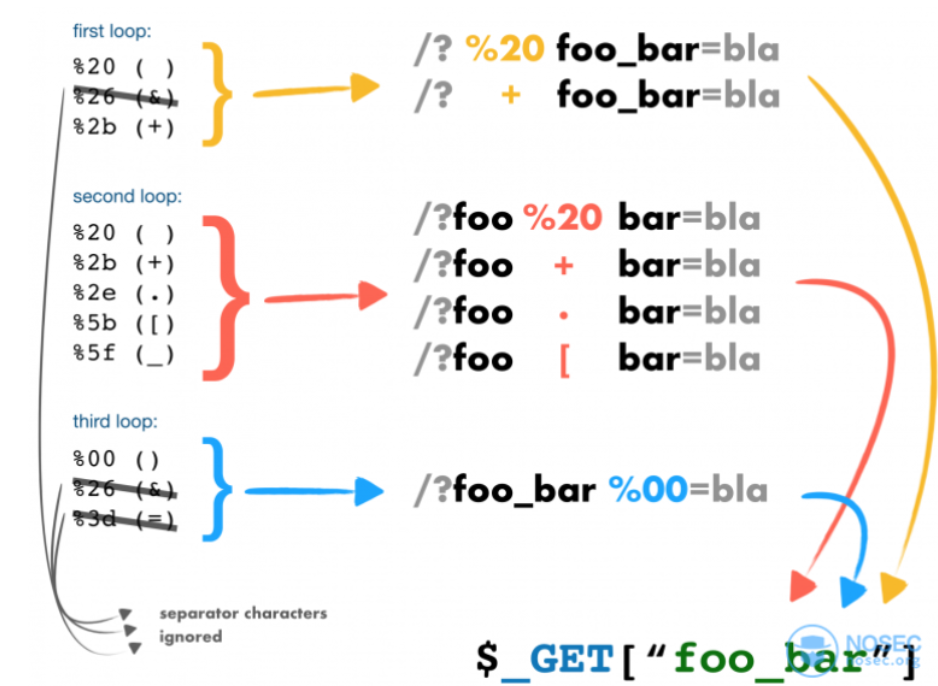 first loop:
%20 ( )
%26 (&)
%2b (+)
/? %20 foo_bar=bla
/? + foo_bar=bla
second loop:
%20 ( )
%2b (+)
%2e (.)
%5b ([)
%5f (_)
/?foo %20 bar=bla
/?foo + bar=bla
/?foo . bar=bla
/?foo [ bar=bla
third loop:
%00 ()
%26 (&)
%3d (=)
/?foo_bar %00=bla
separator characters
ignored
$_GET["foo_bar"]
NOSEC
nosec.org